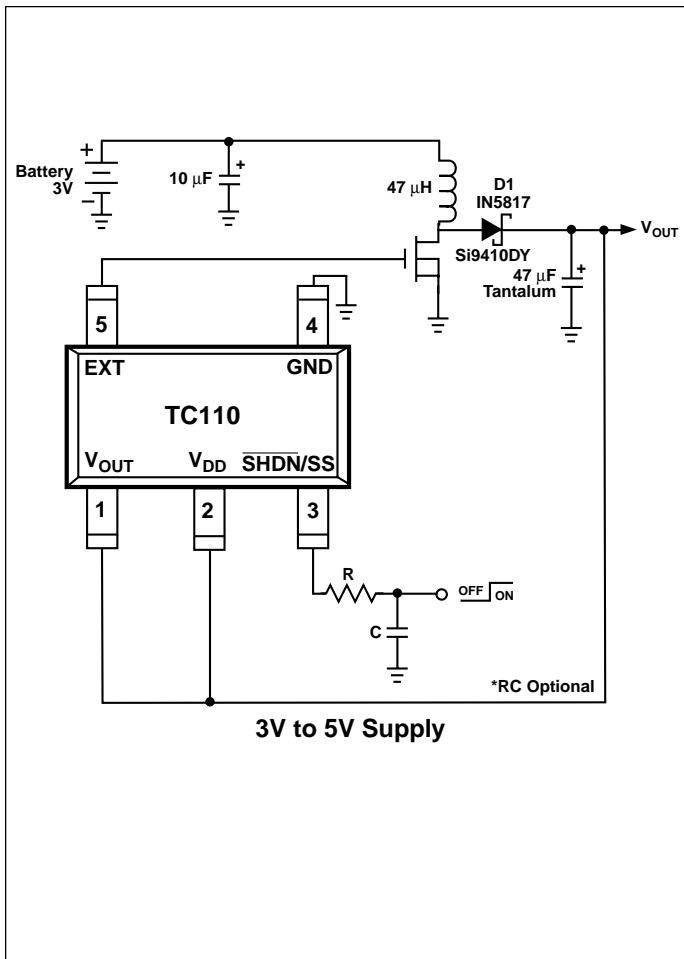 Battery
3V
+
−
10 µF
+
47 µH
D1
IN5817
Si9410DY
V_OUT
47 µF
Tantalum
+
5
4
EXT
GND
TC110
V_OUT
V_DD
S̅H̅D̅N̅/SS
1
2
3
R
C
OFF
ON
*RC Optional
3V to 5V Supply